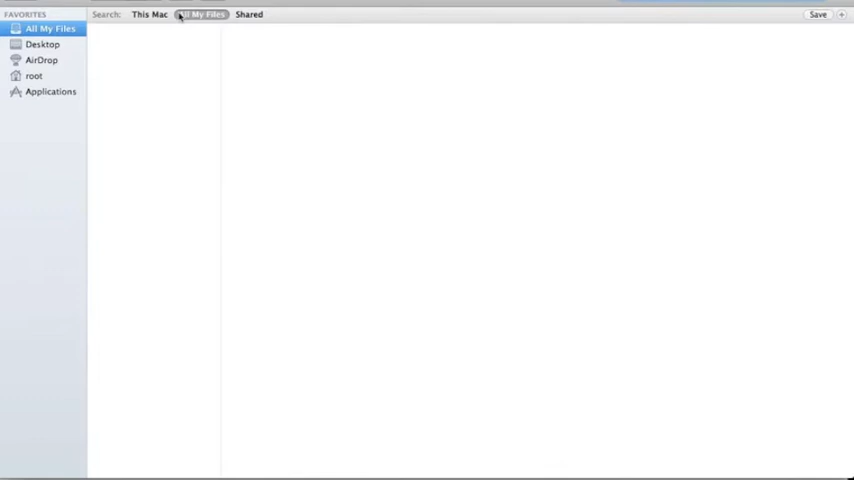 FAVORITES
Search: This Mac All My Files Shared Save
All My Files
Desktop
AirDrop
root
Applications